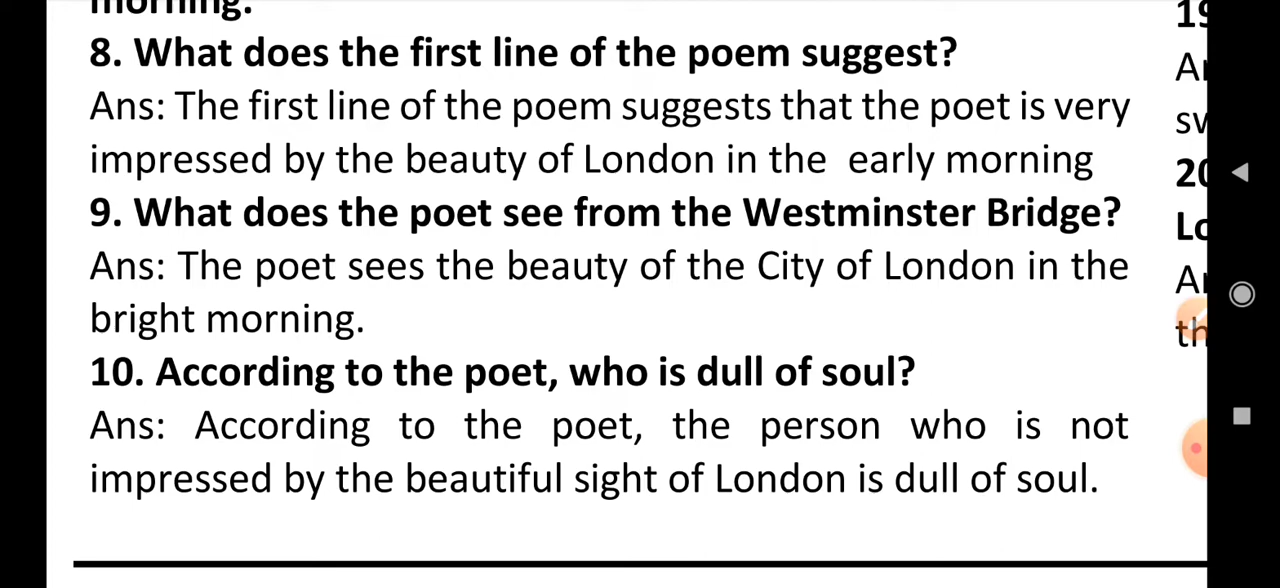 morning.
8. What does the first line of the poem suggest?
Ans: The first line of the poem suggests that the poet is very
impressed by the beauty of London in the  early morning
9. What does the poet see from the Westminster Bridge?
Ans: The poet sees the beauty of the City of London in the
bright morning.
10. According to the poet, who is dull of soul?
Ans: According to the poet, the person who is not
impressed by the beautiful sight of London is dull of soul.